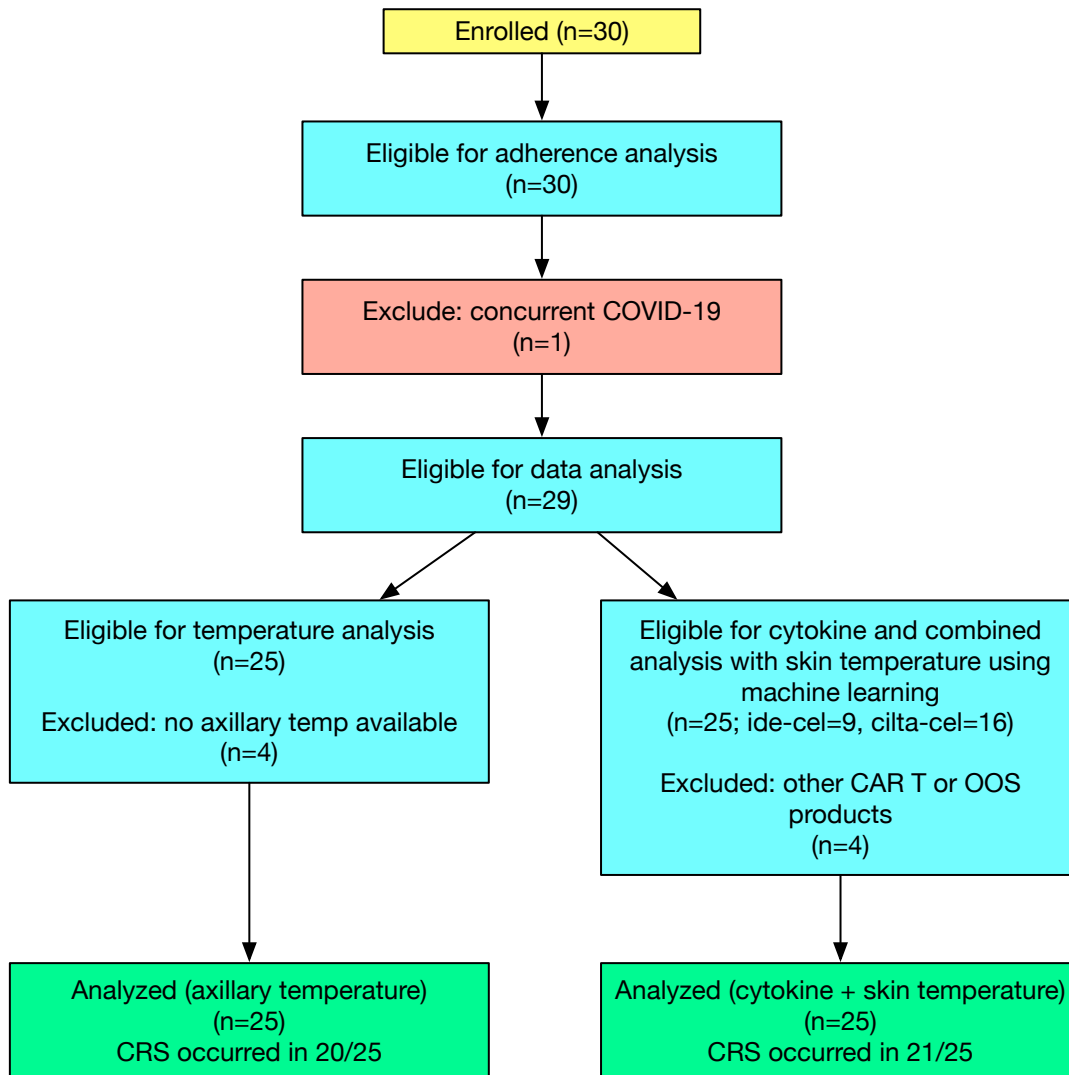 Enrolled (n=30)
Eligible for adherence analysis
(n=30)
Exclude: concurrent COVID-19
(n=1)
Eligible for data analysis
(n=29)
Eligible for temperature analysis
(n=25)
Excluded: no axillary temp available
(n=4)
Eligible for cytokine and combined
analysis with skin temperature using
machine learning
(n=25; ide-cel=9, cilta-cel=16)
Excluded: other CAR T or OOS
products
(n=4)
Analyzed (axillary temperature)
(n=25)
CRS occurred in 20/25
Analyzed (cytokine + skin temperature)
(n=25)
CRS occurred in 21/25